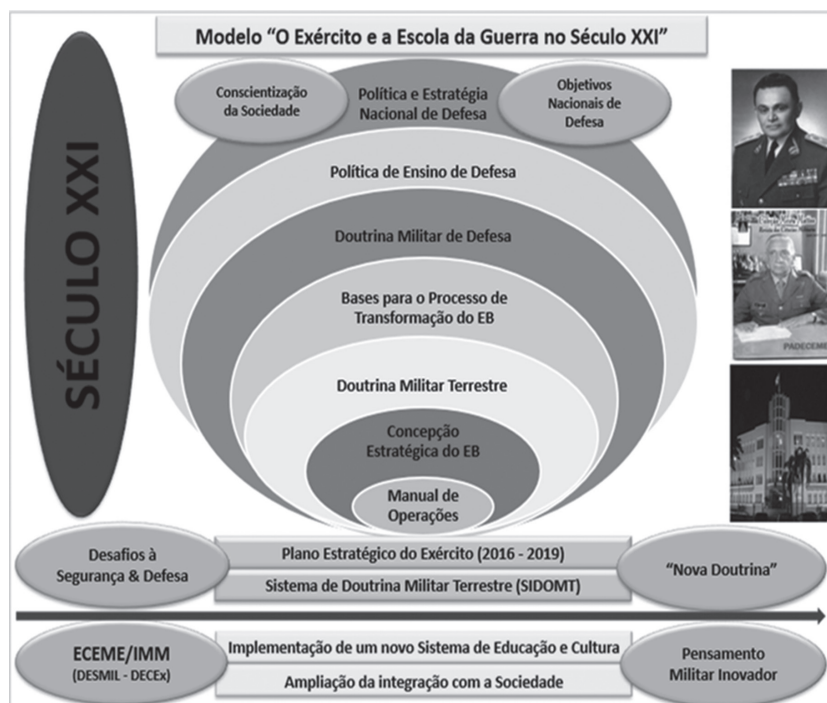 Modelo “O Exército e a Escola da Guerra no Século XXI”
SÉCULO XXI
Conscientização
da Sociedade
Política e Estratégia
Nacional de Defesa
Objetivos
Nacionais de
Defesa
Política de Ensino de Defesa
Doutrina Militar de Defesa
Bases para o Processo de
Transformação do EB
Doutrina Militar Terrestre
Concepção
Estratégica do EB
Manual de
Operações
PADECEME
Desafios à
Segurança & Defesa
Plano Estratégico do Exército (2016 - 2019)
Sistema de Doutrina Militar Terrestre (SIDOMT)
“Nova Doutrina”
ECEME/IMM
(DESMIL - DECEx)
Implementação de um novo Sistema de Educação e Cultura
Ampliação da integração com a Sociedade
Pensamento
Militar Inovador